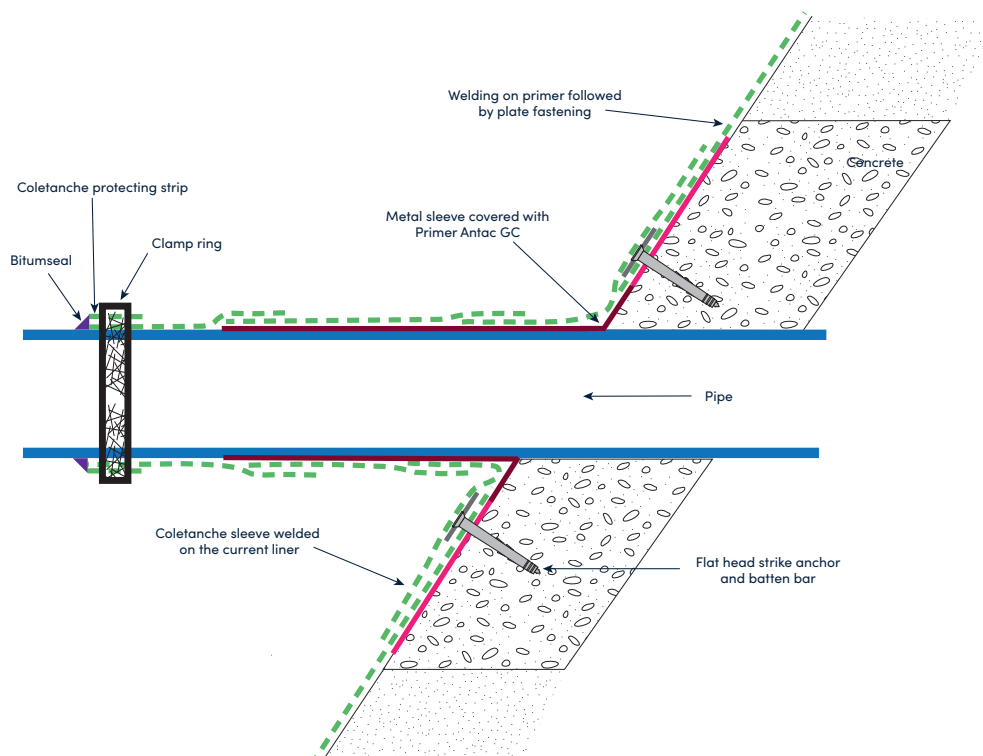 Welding on primer followed
by plate fastening
Concrete
Coletanche protecting strip
Metal sleeve covered with
Primer Antac GC
Clamp ring
Bitumseal
Pipe
Coletanche sleeve welded
on the current liner
Flat head strike anchor
and batten bar